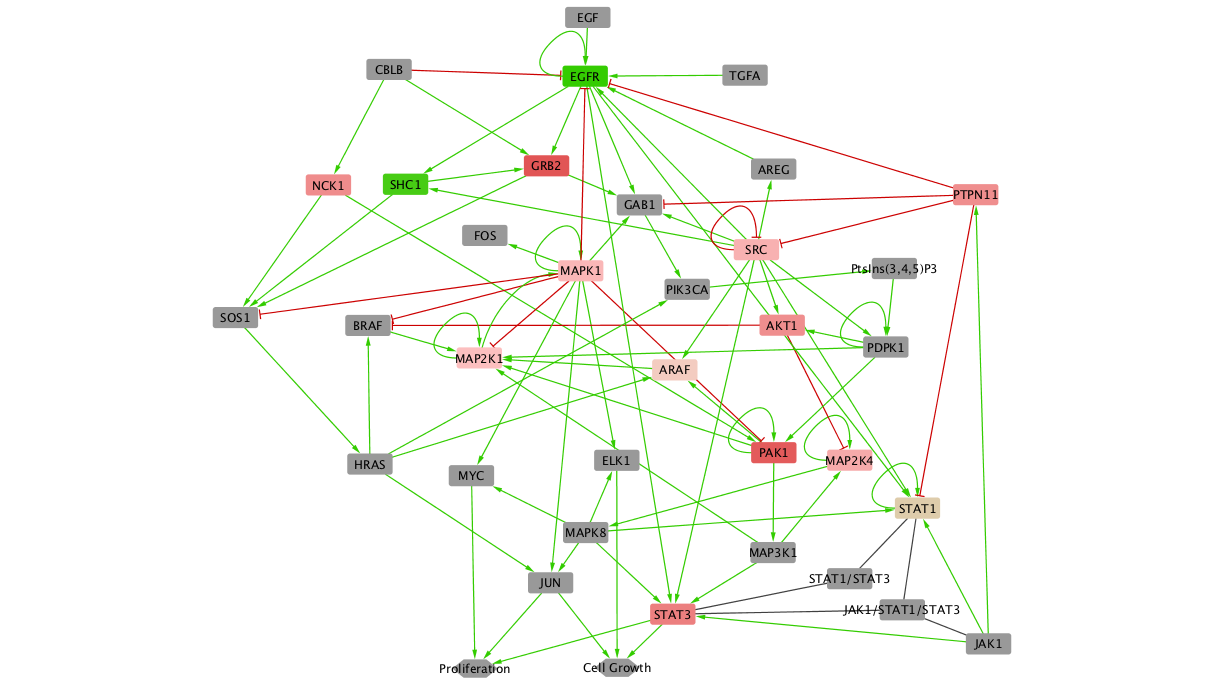 EGF
CBLB
EGFR
TGFA
GRB2
AREG
NCK1
SHC1
PTPN11
GAB1
FOS
SRC
MAPK1
PtsIns(3,4,5)P3
PIK3CA
SOS1
BRAF
AKT1
PDPK1
MAP2K1
ARAF
PAK1
MAP2K4
HRAS
ELK1
MYC
STAT1
MAPK8
MAP3K1
JUN
STAT1/STAT3
JAK1/STAT1/STAT3
STAT3
JAK1
Proliferation
Cell Growth